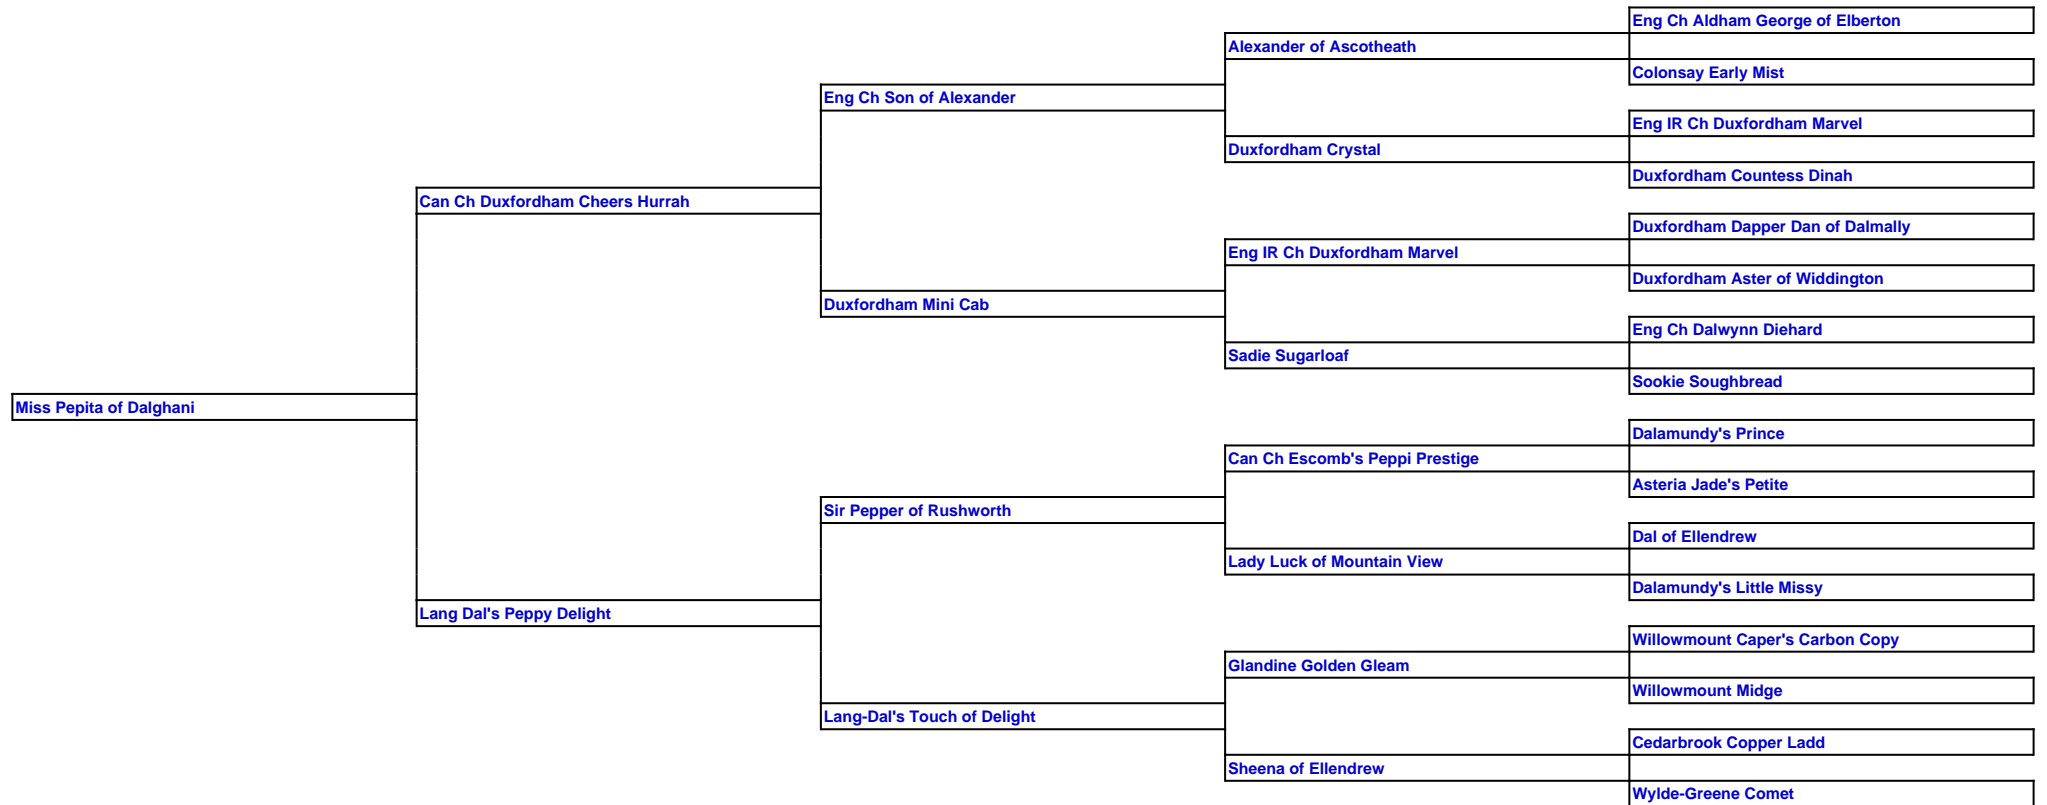 Eng Ch Aldham George of Elberton
Alexander of Ascotheath
Colonsay Early Mist
Eng Ch Son of Alexander
Eng IR Ch Duxfordham Marvel
Duxfordham Crystal
Duxfordham Countess Dinah
Can Ch Duxfordham Cheers Hurrah
Duxfordham Dapper Dan of Dalmally
Eng IR Ch Duxfordham Marvel
Duxfordham Aster of Widdington
Duxfordham Mini Cab
Eng Ch Dalwynn Diehard
Sadie Sugarloaf
Sookie Soughbread
Miss Pepita of Dalghani
Dalamundy's Prince
Can Ch Escomb's Peppi Prestige
Asteria Jade's Petite
Sir Pepper of Rushworth
Dal of Ellendrew
Lady Luck of Mountain View
Dalamundy's Little Missy
Lang Dal's Peppy Delight
Willowmount Caper's Carbon Copy
Glandine Golden Gleam
Willowmount Midge
Lang-Dal's Touch of Delight
Cedarbrook Copper Ladd
Sheena of Ellendrew
Wylde-Greene Comet